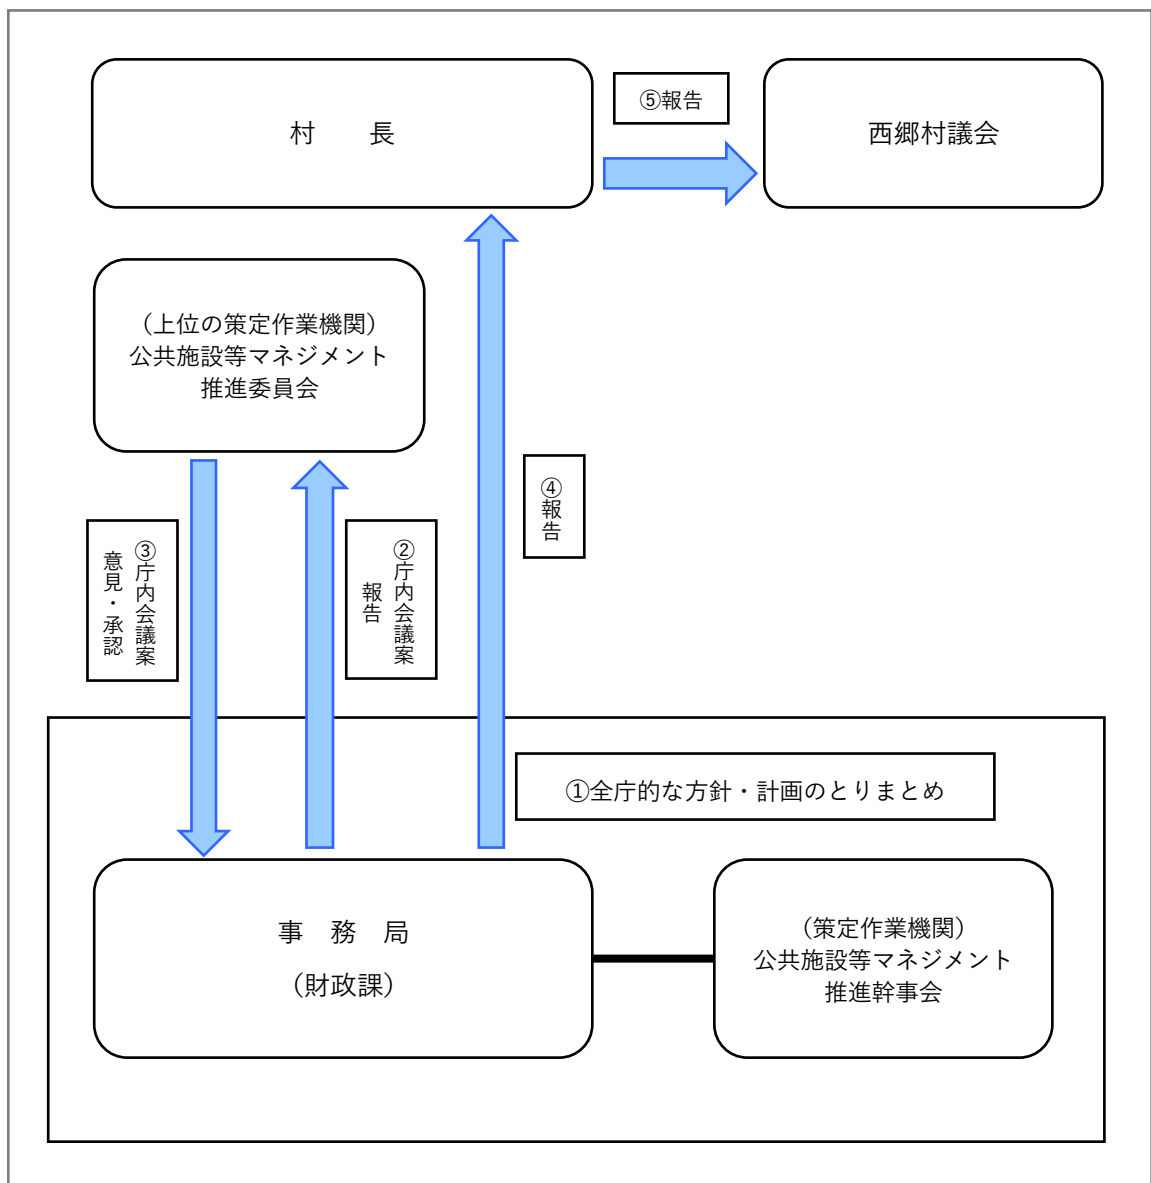 村　　長
⑤報告
西郷村議会
（上位の策定作業機関）
公共施設等マネジメント
推進委員会
④報告
③庁内会議案
意見・承認
②庁内会議案
報告
①全庁的な方針・計画のとりまとめ
事　務　局
（財政課）
（策定作業機関）
公共施設等マネジメント
推進幹事会